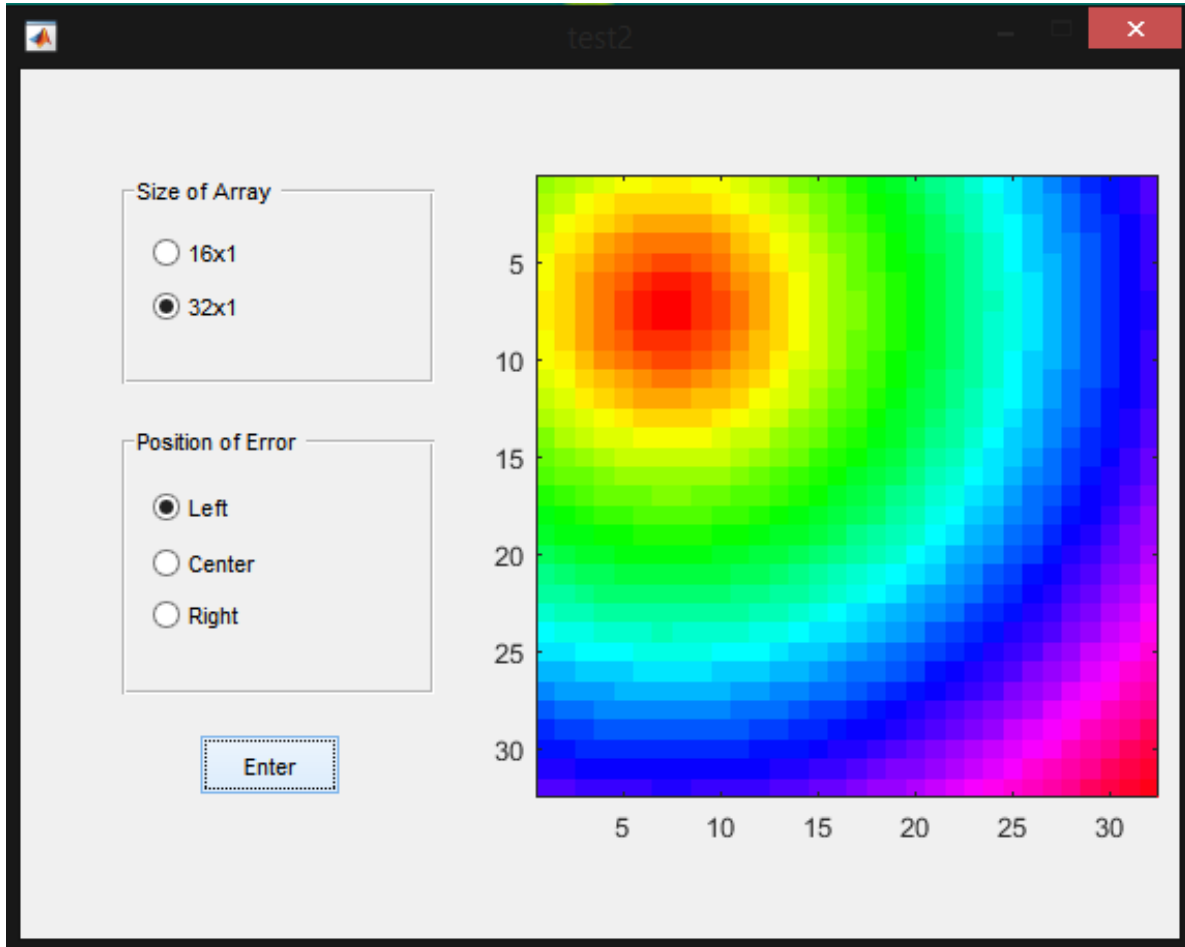 test2
Size of Array
16x1
32x1
Position of Error
Left
Center
Right
Enter
5
10
15
20
25
30
5 10 15 20 25 30